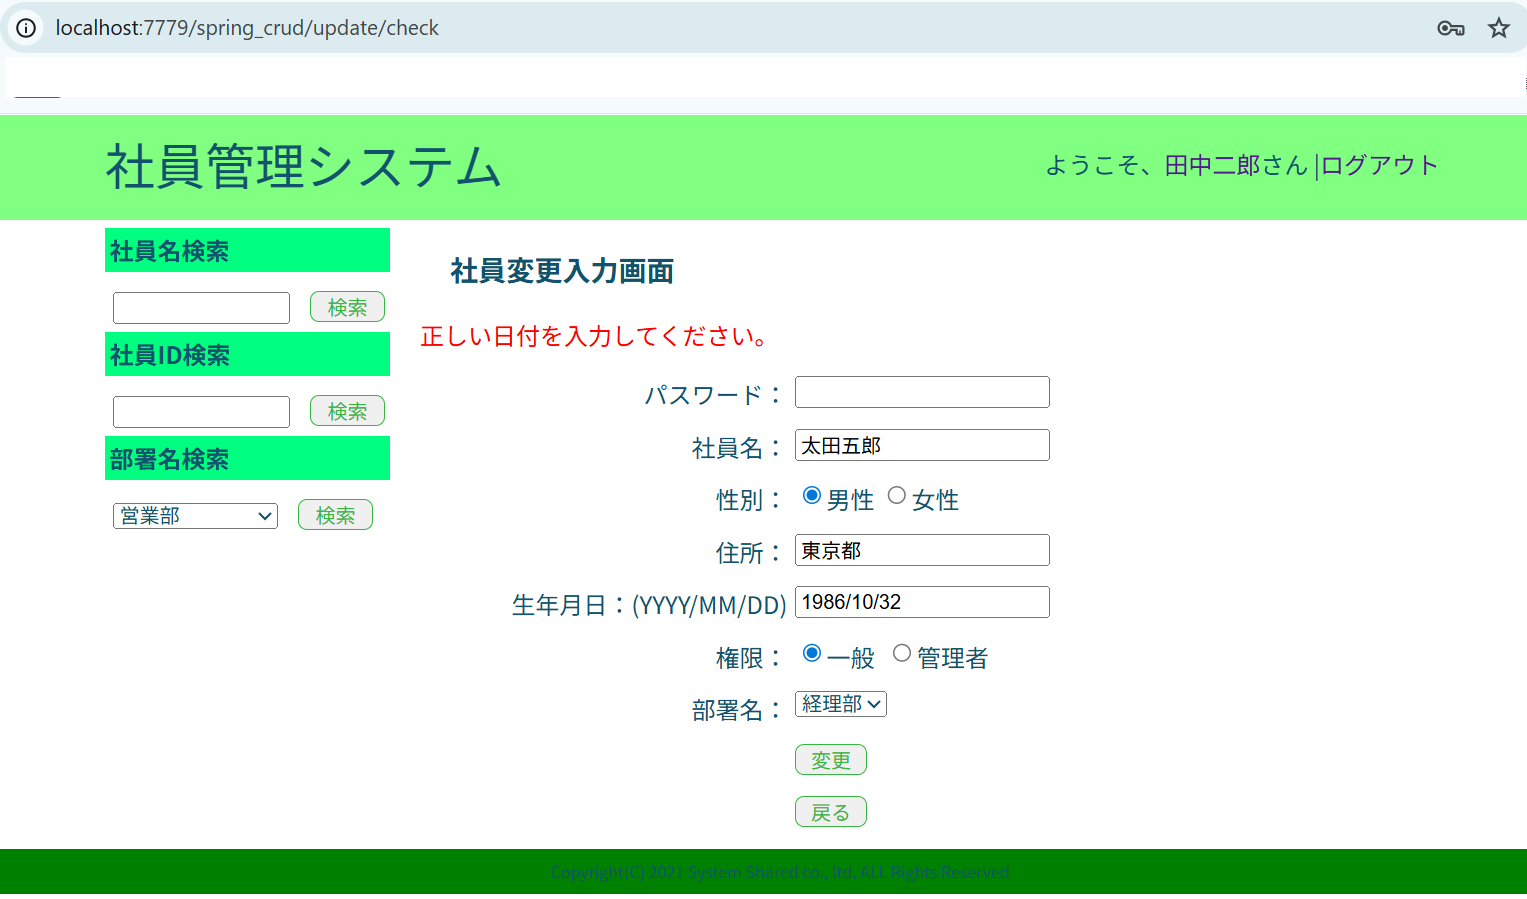 localhost:7779/spring_crud/update/check
社員管理システム
ようこそ、田中二郎さん |ログアウト
社員名検索
検索
社員ID検索
検索
部署名検索
営業部
検索
社員変更入力画面
正しい日付を入力してください。
パスワード：
社員名： 太田五郎
性別： 男性 女性
住所： 東京都
生年月日：(YYYY/MM/DD) 1986/10/32
権限： 一般 管理者
部署名： 経理部
変更
戻る
Copyright(C) 2021 System Shared co., ltd, ALL Rights Reserved